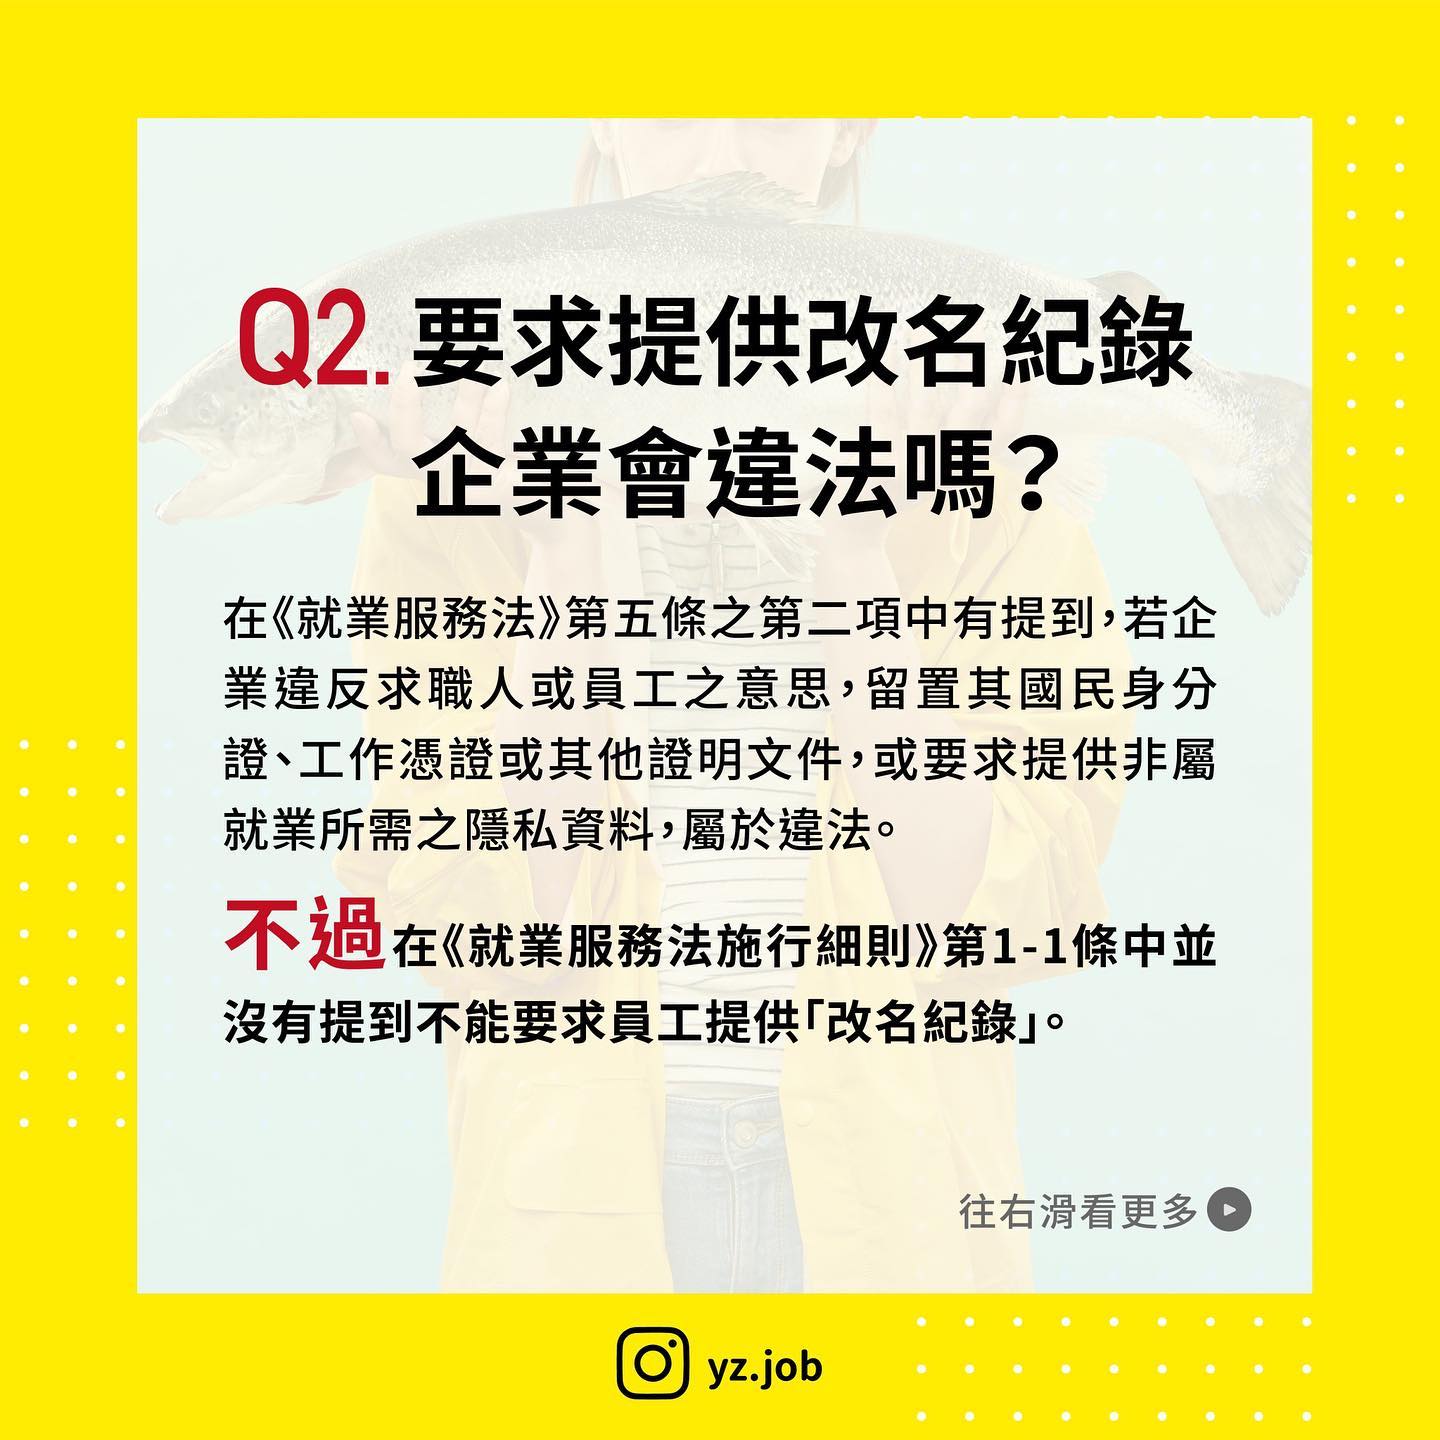 Q2. 要求提供改名紀錄
企業會違法嗎？
在《就業服務法》第五條之第二項中有提到，若企
業違反求職人或員工之意思，留置其國民身分
證、工作憑證或其他證明文件，或要求提供非屬
就業所需之隱私資料，屬於違法。
不過在《就業服務法施行細則》第1-1條中並
沒有提到不能要求員工提供「改名紀錄」。
往右滑看更多
yz.job